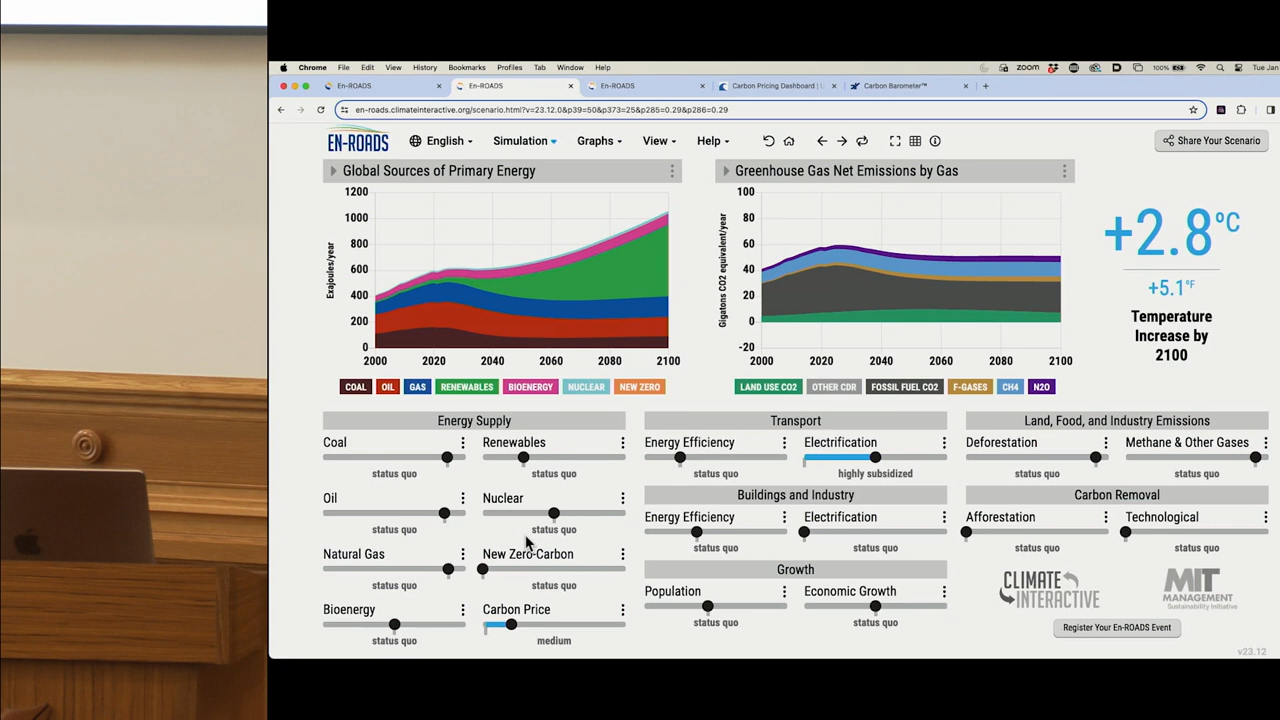 Chrome File Edit View History Bookmarks Profiles Tab Window Help
zoom 100% Tue Jan
En-ROADS En-ROADS En-ROADS Carbon Pricing Dashboard | U Carbon Barometer™
en-roads.climateinteractive.org/scenario.html?v=23.12.0&p39=50&p373=25&p285=0.29&p286=0.29
EN-ROADS English Simulation Graphs View Help Share Your Scenario
Global Sources of Primary Energy
Exajoules/year
1200
1000
800
600
400
200
0
2000 2020 2040 2060 2080 2100
COAL OIL GAS RENEWABLES BIOENERGY NUCLEAR NEW ZERO
Greenhouse Gas Net Emissions by Gas
Gigatons CO2 equivalent/year
100
80
60
40
20
0
-20
2000 2020 2040 2060 2080 2100
LAND USE CO2 OTHER CDR FOSSIL FUEL CO2 F-GASES CH4 N2O
+2.8°C
+5.1°F
Temperature
Increase by
2100
Energy Supply
Coal Renewables
status quo status quo
Oil Nuclear
status quo status quo
Natural Gas New Zero-Carbon
status quo status quo
Bioenergy Carbon Price
status quo medium
Transport
Energy Efficiency Electrification
status quo highly subsidized
Buildings and Industry
Energy Efficiency Electrification
status quo status quo
Growth
Population Economic Growth
status quo status quo
Land, Food, and Industry Emissions
Deforestation Methane & Other Gases
status quo status quo
Carbon Removal
Afforestation Technological
status quo status quo
CLIMATE
INTERACTIVE
MIT
MANAGEMENT
Sustainability Initiative
Register Your En-ROADS Event
v23.12